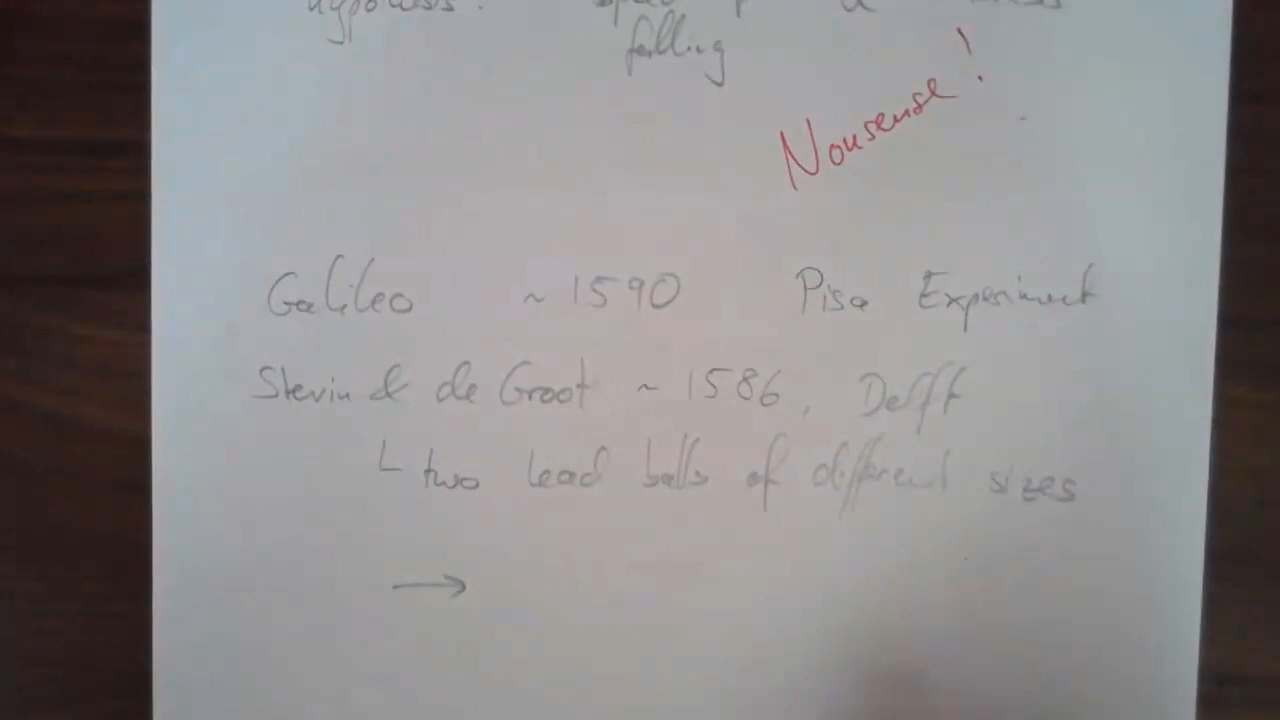 falling
Nonsense!
Galileo ~ 1590 Pisa Experiment
Stevin & de Groot ~ 1586, Delft
└ two lead balls of different sizes
→